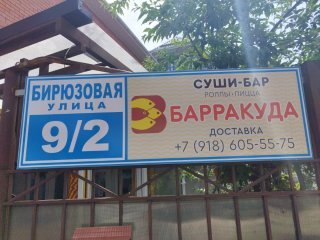 БИРЮЗОВАЯ
УЛИЦА
9/2
СУШИ-БАР
РОЛЛЫ·ПИЦЦА
БАРРАКУДА
ДОСТАВКА
+7 (918) 605-55-75